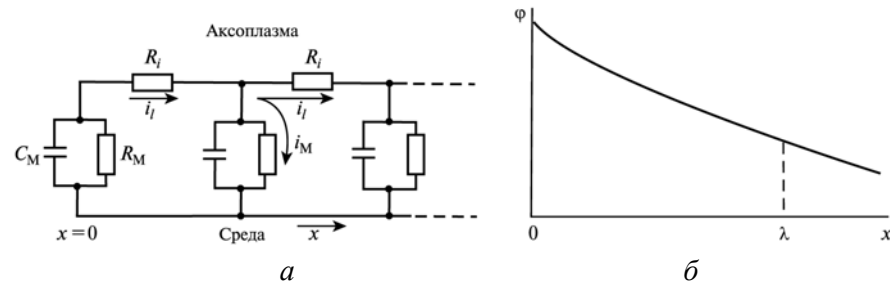 Аксоплазма
R_i R_i
i_l i_l
i_М
C_М R_М
x = 0 Среда x
а
φ
0 λ x
б